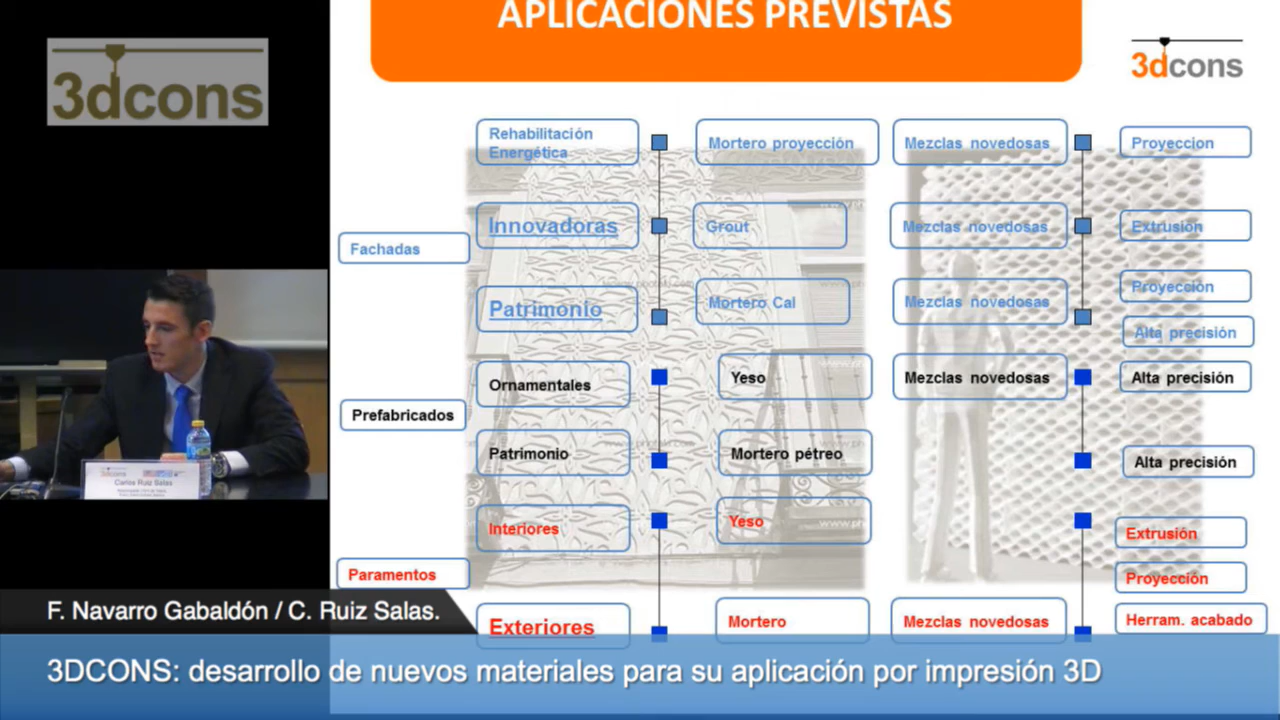 APLICACIONES PREVISTAS
3dcons
3dcons
Rehabilitación
Energética
Mortero proyección
Mezclas novedosas
Proyeccion
Innovadoras
Grout
Mezclas novedosas
Extrusión
Fachadas
Proyección
Patrimonio
Mortero Cal
Mezclas novedosas
Alta precisión
Ornamentales
Yeso
Mezclas novedosas
Alta precisión
Prefabricados
Patrimonio
Mortero pétreo
Alta precisión
Interiores
Yeso
Extrusión
Paramentos
Proyección
Exteriores
Mortero
Mezclas novedosas
Herram. acabado
3dcons
Carlos Ruiz Salas
F. Navarro Gabaldón / C. Ruiz Salas.
3DCONS: desarrollo de nuevos materiales para su aplicación por impresión 3D